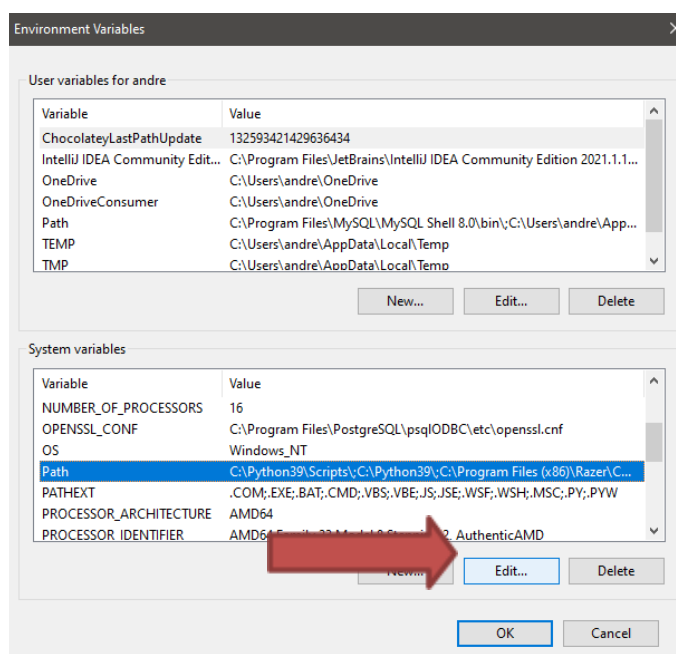 Environment Variables
User variables for andre
Variable Value
ChocolateyLastPathUpdate 132593421429636434
IntelliJ IDEA Community Edit... C:\Program Files\JetBrains\IntelliJ IDEA Community Edition 2021.1.1...
OneDrive C:\Users\andre\OneDrive
OneDriveConsumer C:\Users\andre\OneDrive
Path C:\Program Files\MySQL\MySQL Shell 8.0\bin\;C:\Users\andre\App...
TEMP C:\Users\andre\AppData\Local\Temp
TMP C:\Users\andre\AppData\Local\Temp
New... Edit... Delete
System variables
Variable Value
NUMBER_OF_PROCESSORS 16
OPENSSL_CONF C:\Program Files\PostgreSQL\psqlODBC\etc\openssl.cnf
OS Windows_NT
Path C:\Python39\Scripts\;C:\Python39\;C:\Program Files (x86)\Razer\C...
PATHEXT .COM;.EXE;.BAT;.CMD;.VBS;.VBE;.JS;.JSE;.WSF;.WSH;.MSC;.PY;.PYW
PROCESSOR_ARCHITECTURE AMD64
PROCESSOR_IDENTIFIER AMD64 Family AuthenticAMD
New... Edit... Delete
OK Cancel